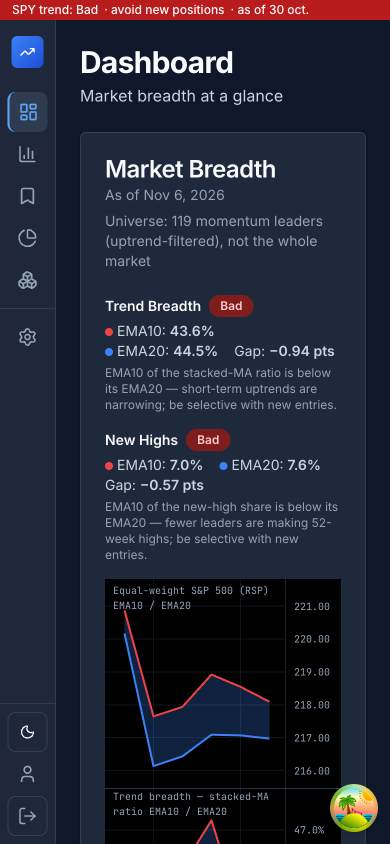 SPY trend: Bad · avoid new positions · as of 30 oct.
Dashboard
Market breadth at a glance
Market Breadth
As of Nov 6, 2026
Universe: 119 momentum leaders
(uptrend-filtered), not the whole
market
Trend Breadth Bad
EMA10: 43.6%
EMA20: 44.5% Gap: −0.94 pts
EMA10 of the stacked-MA ratio is below
its EMA20 — short-term uptrends are
narrowing; be selective with new entries.
New Highs Bad
EMA10: 7.0% EMA20: 7.6%
Gap: −0.57 pts
EMA10 of the new-high share is below its
EMA20 — fewer leaders are making 52-
week highs; be selective with new
entries.
Equal-weight S&P 500 (RSP)
EMA10 / EMA20
221.00
220.00
219.00
218.00
217.00
216.00
Trend breadth — stacked-MA
ratio EMA10 / EMA20
47.0%